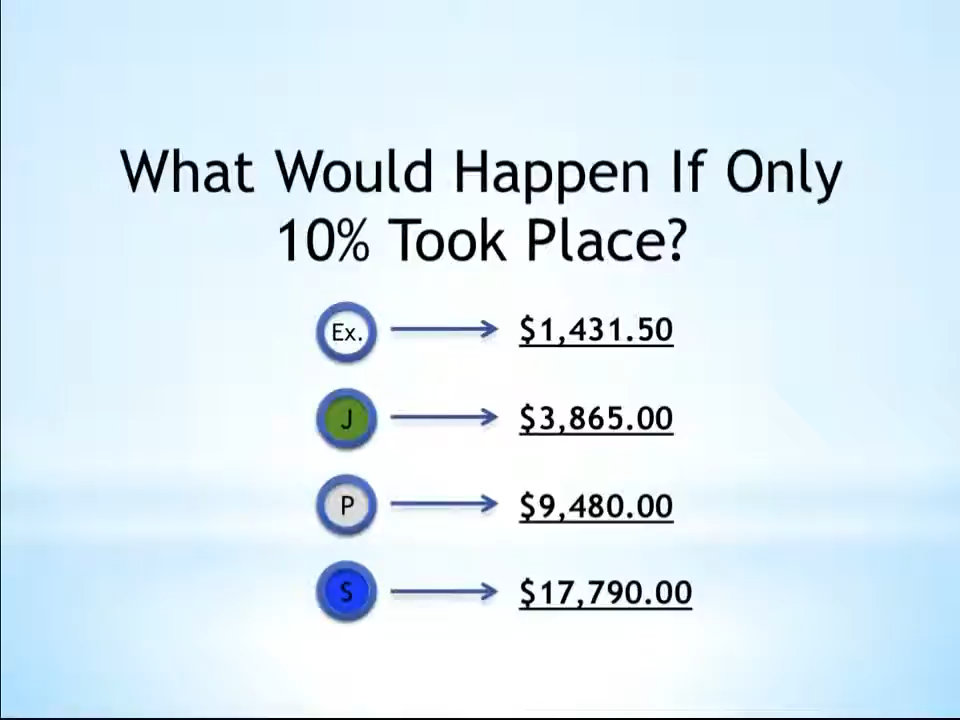 What Would Happen If Only
10% Took Place?
Ex. $1,431.50
J $3,865.00
P $9,480.00
S $17,790.00